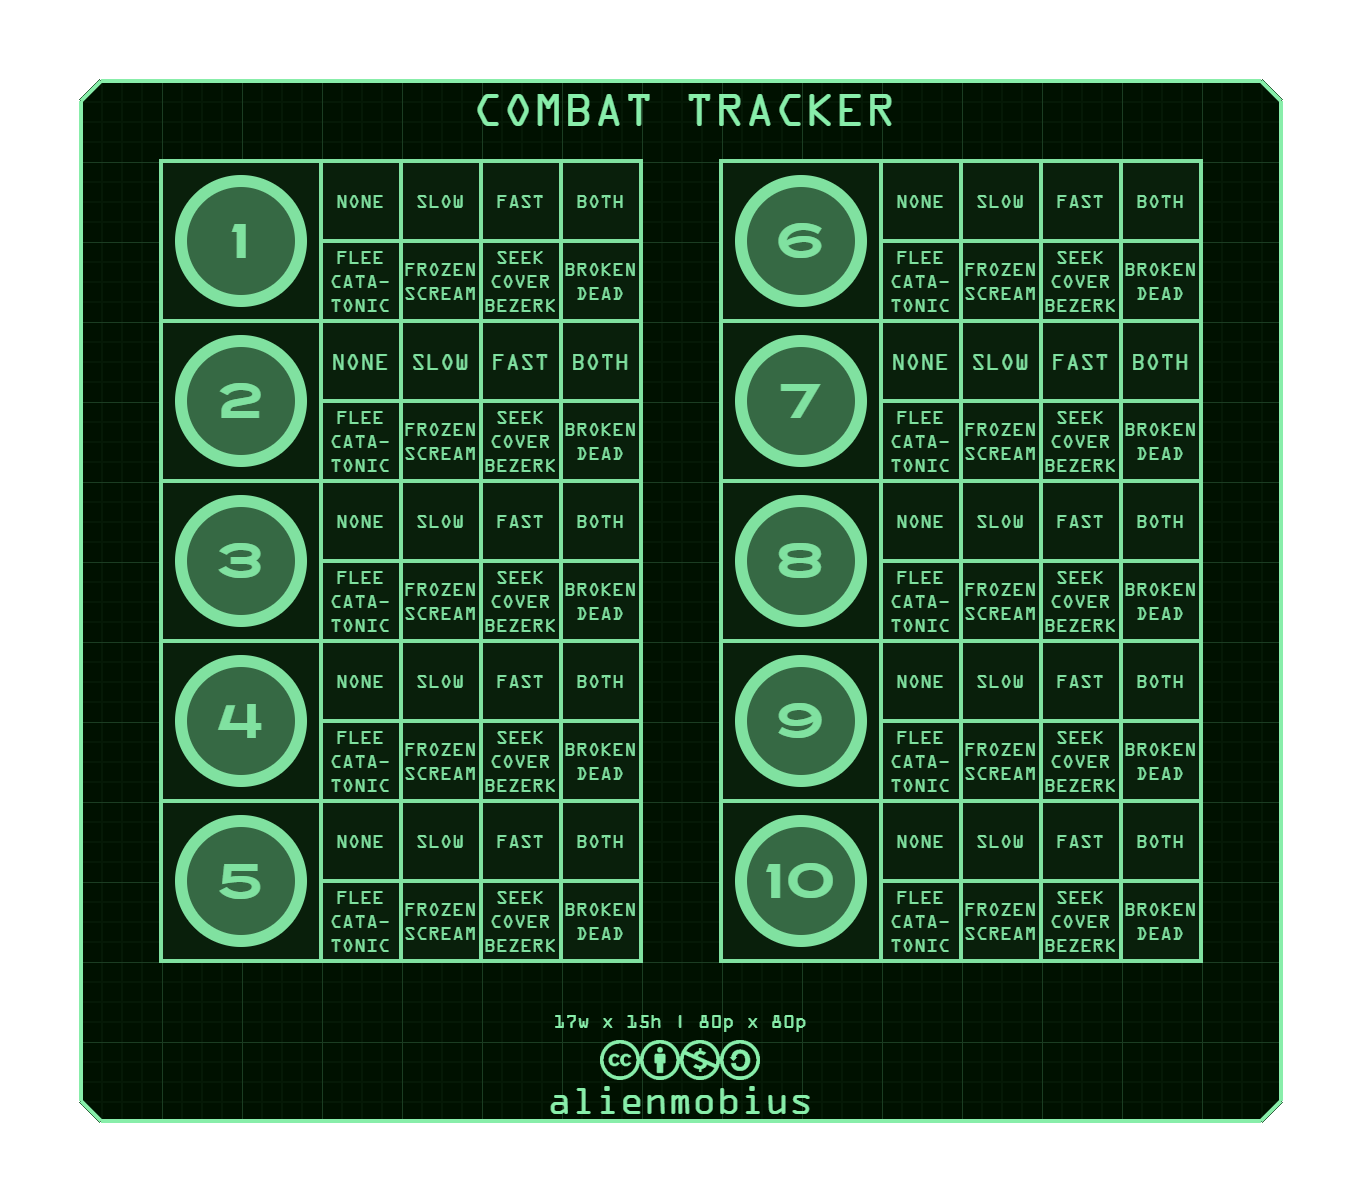 COMBAT TRACKER
1 NONE SLOW FAST BOTH
FLEE CATA- TONIC FROZEN SCREAM SEEK COVER BEZERK BROKEN DEAD
2 NONE SLOW FAST BOTH
FLEE CATA- TONIC FROZEN SCREAM SEEK COVER BEZERK BROKEN DEAD
3 NONE SLOW FAST BOTH
FLEE CATA- TONIC FROZEN SCREAM SEEK COVER BEZERK BROKEN DEAD
4 NONE SLOW FAST BOTH
FLEE CATA- TONIC FROZEN SCREAM SEEK COVER BEZERK BROKEN DEAD
5 NONE SLOW FAST BOTH
FLEE CATA- TONIC FROZEN SCREAM SEEK COVER BEZERK BROKEN DEAD
6 NONE SLOW FAST BOTH
FLEE CATA- TONIC FROZEN SCREAM SEEK COVER BEZERK BROKEN DEAD
7 NONE SLOW FAST BOTH
FLEE CATA- TONIC FROZEN SCREAM SEEK COVER BEZERK BROKEN DEAD
8 NONE SLOW FAST BOTH
FLEE CATA- TONIC FROZEN SCREAM SEEK COVER BEZERK BROKEN DEAD
9 NONE SLOW FAST BOTH
FLEE CATA- TONIC FROZEN SCREAM SEEK COVER BEZERK BROKEN DEAD
10 NONE SLOW FAST BOTH
FLEE CATA- TONIC FROZEN SCREAM SEEK COVER BEZERK BROKEN DEAD
17w x 15h | 80p x 80p
cc $
alienmobius